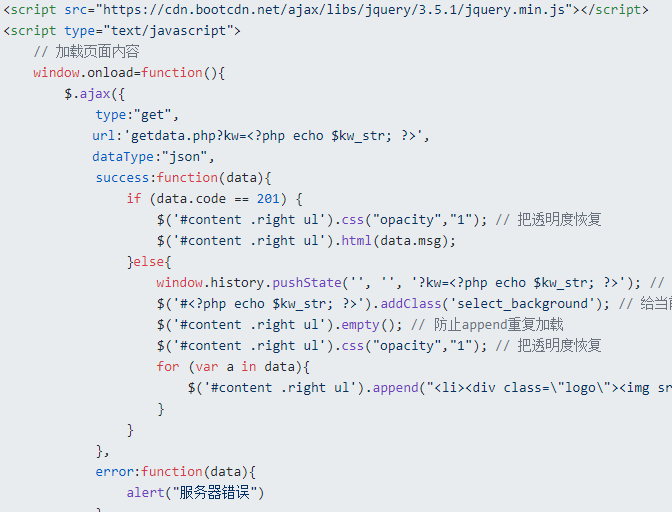 <script src="https://cdn.bootcdn.net/ajax/libs/jquery/3.5.1/jquery.min.js"></script>
<script type="text/javascript">
// 加载页面内容
window.onload=function(){
$.ajax({
type:"get",
url:'getdata.php?kw=<?php echo $kw_str; ?>',
dataType:"json",
success:function(data){
if (data.code == 201) {
$('#content .right ul').css("opacity","1"); // 把透明度恢复
$('#content .right ul').html(data.msg);
}else{
window.history.pushState('', '', '?kw=<?php echo $kw_str; ?>'); //
$('#<?php echo $kw_str; ?>').addClass('select_background'); // 给当
$('#content .right ul').empty(); // 防止append重复加载
$('#content .right ul').css("opacity","1"); // 把透明度恢复
for (var a in data){
$('#content .right ul').append("<li><div class=\"logo\"><img sr
}
}
},
error:function(data){
alert("服务器错误")